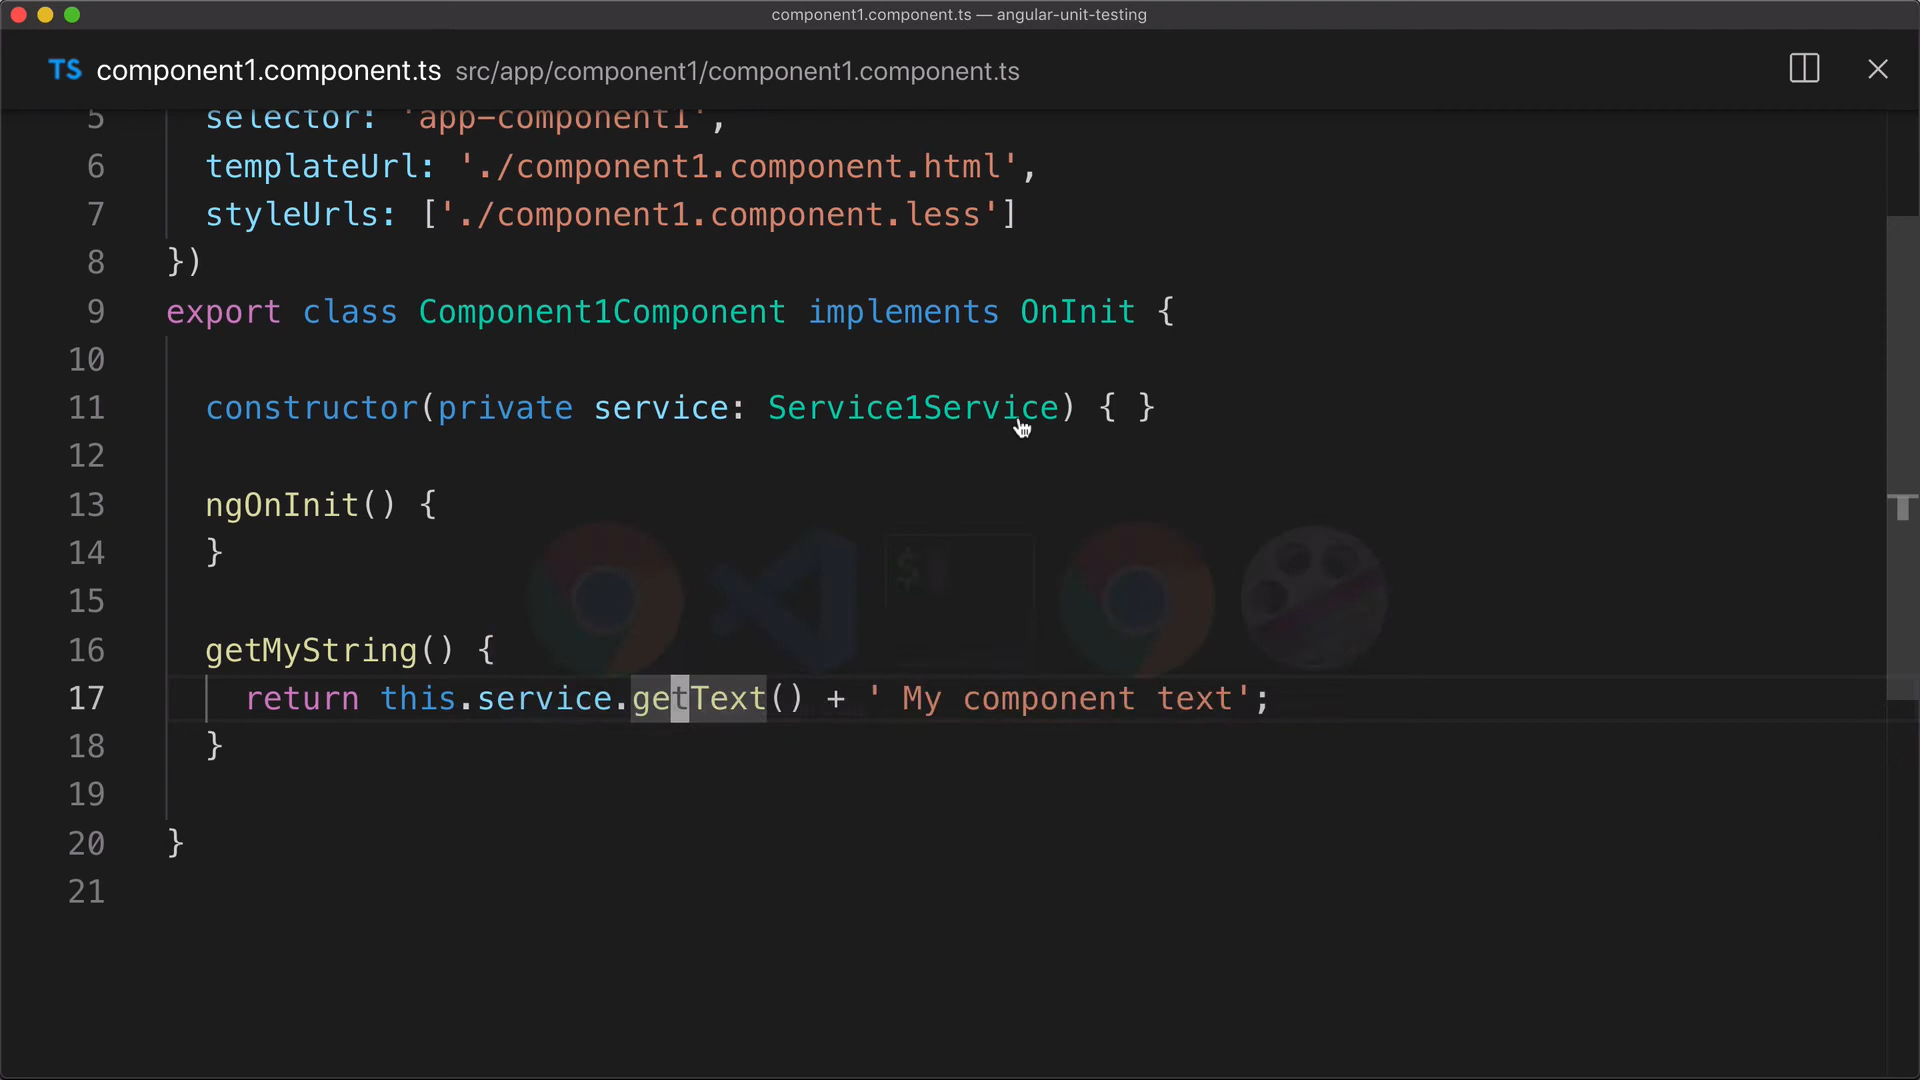 component1.component.ts — angular-unit-testing
TS component1.component.ts src/app/component1/component1.component.ts
5 selector: 'app-component1',
6 templateUrl: './component1.component.html',
7 styleUrls: ['./component1.component.less']
8 })
9 export class Component1Component implements OnInit {
10
11 constructor(private service: Service1Service) { }
12
13 ngOnInit() {
14 }
15
16 getMyString() {
17 return this.service.getText() + ' My component text';
18 }
19
20 }
21
$